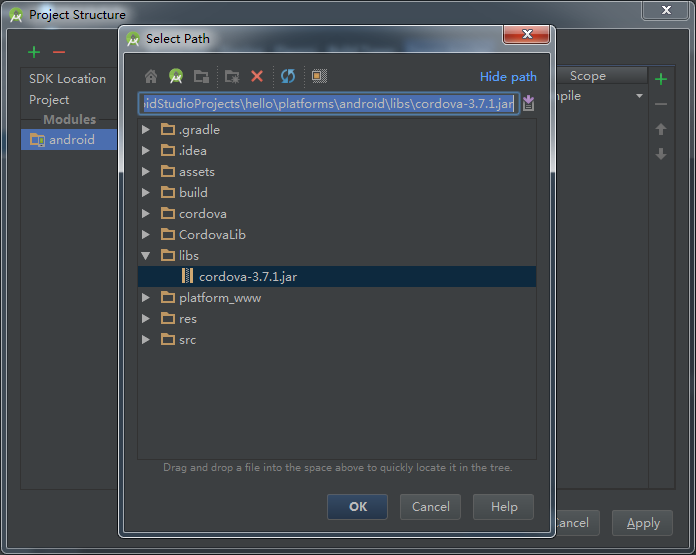 Project Structure
Select Path
SDK Location
Project
Modules
android
Hide path
oidStudioProjects\hello\platforms\android\libs\cordova-3.7.1.jar
Scope
mpile
.gradle
.idea
assets
build
cordova
CordovaLib
libs
cordova-3.7.1.jar
platform_www
res
src
Drag and drop a file into the space above to quickly locate it in the tree.
OK
Cancel
Help
Cancel
Apply